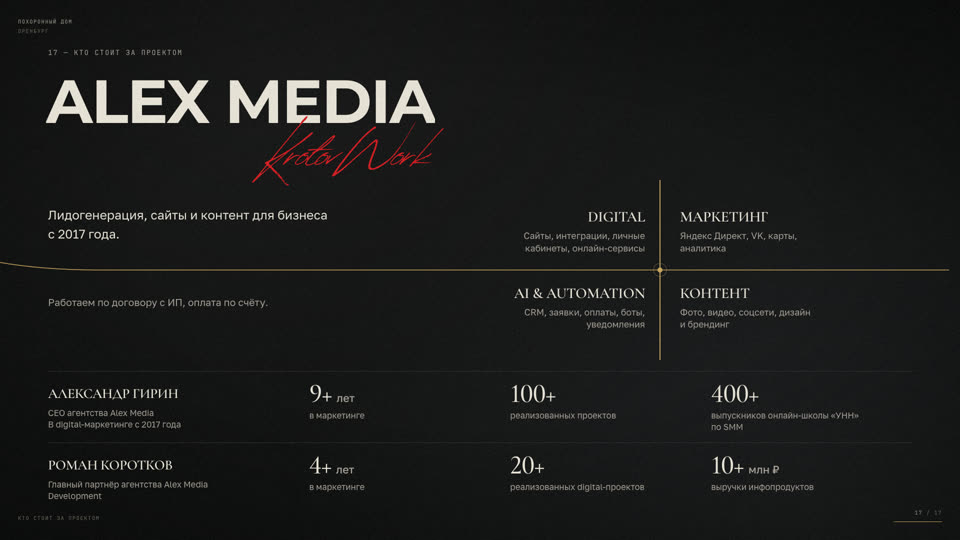 ПОХОРОННЫЙ ДОМ
ОРЕНБУРГ
17 — КТО СТОИТ ЗА ПРОЕКТОМ
ALEX MEDIA
KrotovWork
Лидогенерация, сайты и контент для бизнеса
с 2017 года.
DIGITAL
Сайты, интеграции, личные
кабинеты, онлайн-сервисы
МАРКЕТИНГ
Яндекс Директ, VK, карты,
аналитика
Работаем по договору с ИП, оплата по счёту.
AI & AUTOMATION
CRM, заявки, оплаты, боты,
уведомления
КОНТЕНТ
Фото, видео, соцсети, дизайн
и брендинг
АЛЕКСАНДР ГИРИН
CEO агентства Alex Media
В digital-маркетинге с 2017 года
9+ лет
в маркетинге
100+
реализованных проектов
400+
выпускников онлайн-школы «УНН»
по SMM
РОМАН КОРОТКОВ
Главный партнёр агентства Alex Media
Development
4+ лет
в маркетинге
20+
реализованных digital-проектов
10+ млн ₽
выручки инфопродуктов
КТО СТОИТ ЗА ПРОЕКТОМ
17 / 17